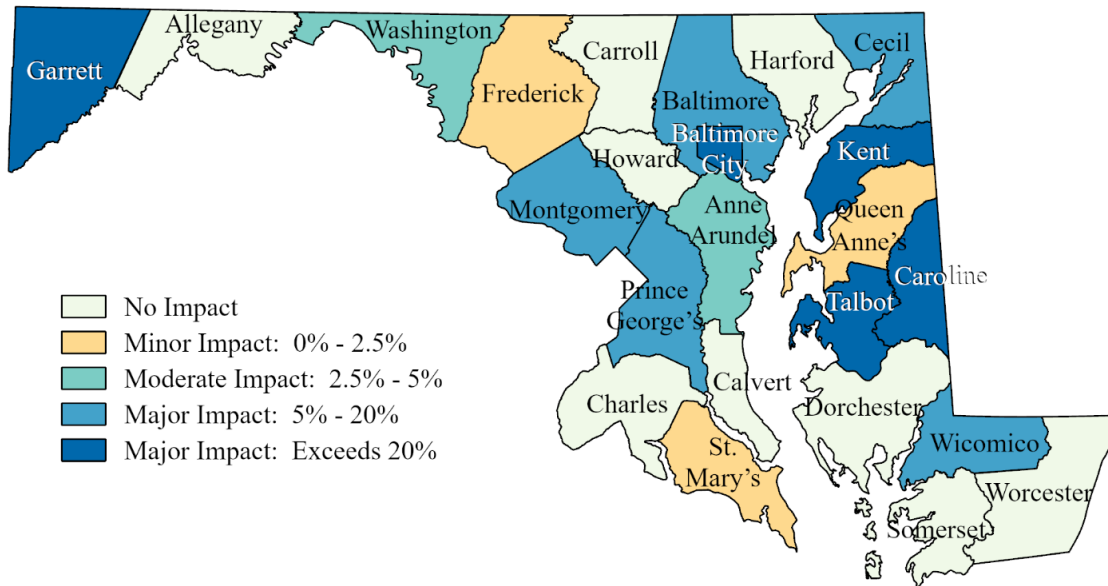 Allegany
Washington
Garrett
Carroll
Harford
Cecil
Frederick
Baltimore
Baltimore
City
Howard
Kent
Montgomery
Anne
Arundel
Queen
Anne's
Caroline
Talbot
Prince
George's
Calvert
Charles
Dorchester
St.
Mary's
Wicomico
Worcester
Somerset
No Impact
Minor Impact: 0% - 2.5%
Moderate Impact: 2.5% - 5%
Major Impact: 5% - 20%
Major Impact: Exceeds 20%